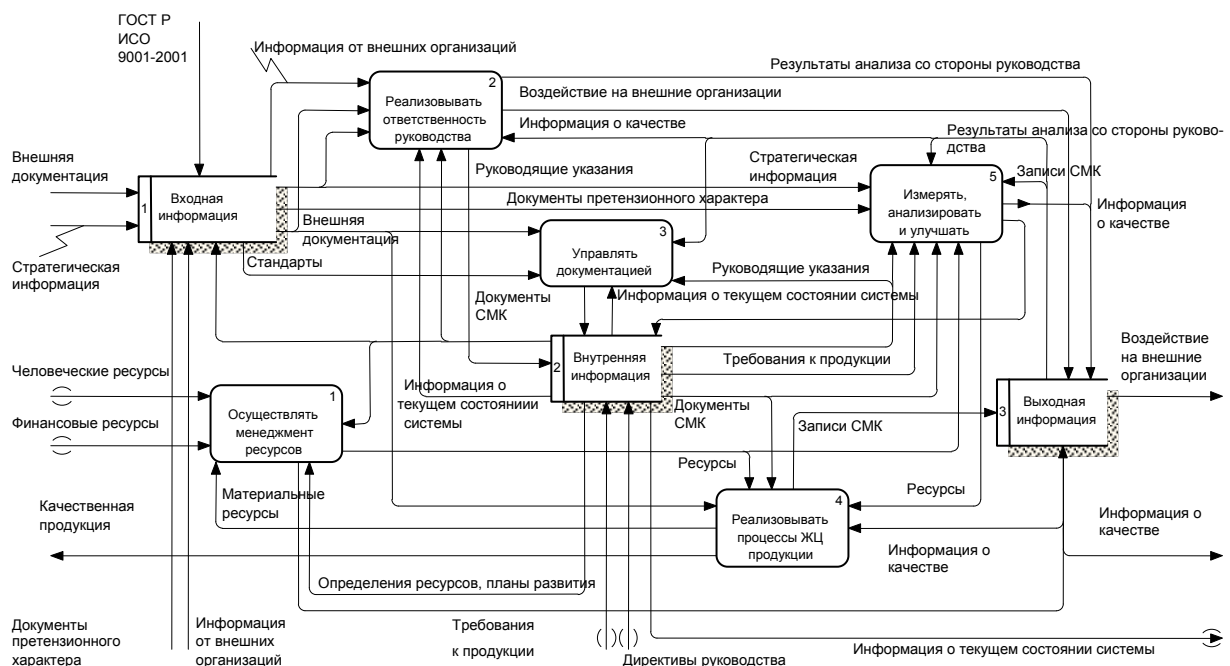 ГОСТ Р
ИСО
9001-2001
Информация от внешних организаций
Результаты анализа со стороны руководства
2
Реализовывать
ответственность
руководства
Воздействие на внешние организации
Информация о качестве
Результаты анализа со стороны руково-
дства
Внешняя
документация
Руководящие указания
Стратегическая
информация
Записи СМК
1
Входная
информация
5
Измерять,
анализировать
и улучшать
Документы претензионного характера
Информация
о качестве
Внешняя
документация
3
Управлять
документацией
Стратегическая
информация
Стандарты
Руководящие указания
Документы
СМК
Информация о текущем состоянии системы
2
Внутренняя
информация
Требования к продукции
Воздействие
на внешние
организации
Человеческие ресурсы
Информация о
текущем состояниии
системы
1
Осуществлять
менеджмент
ресурсов
Документы
СМК
Записи СМК
3
Выходная
информация
Финансовые ресурсы
Ресурсы
Ресурсы
Материальные
ресурсы
4
Реализовывать
процессы ЖЦ
продукции
Качественная
продукция
Информация о
качестве
Информация о
качестве
Определения ресурсов, планы развития
Документы
претензионного
характера
Информация
от внешних
организаций
Требования
к продукции
Директивы руководства
Информация о текущем состоянии системы